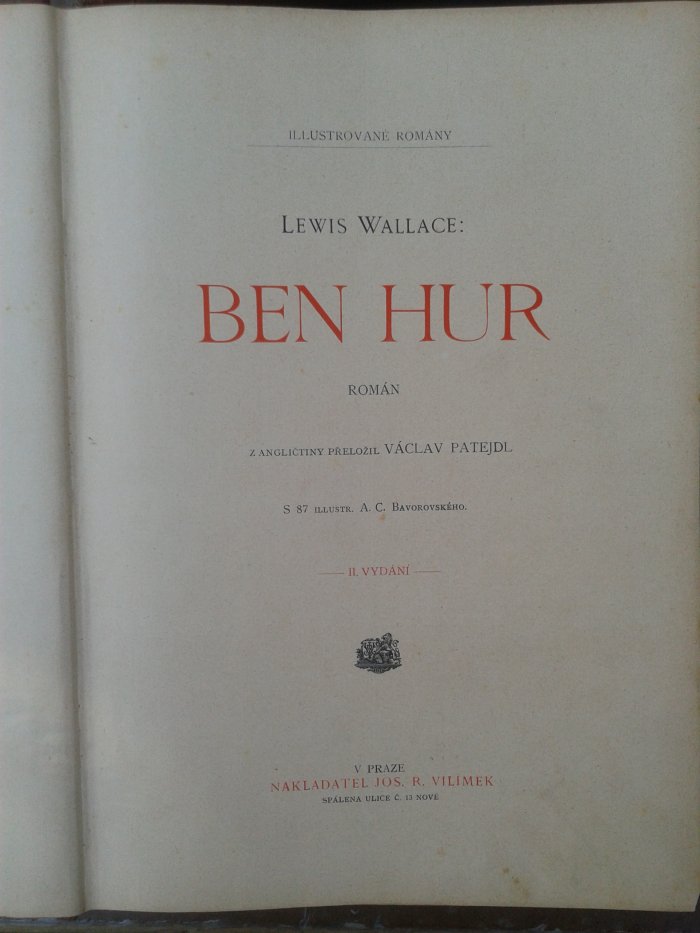 ILLUSTROVANÉ ROMÁNY
LEWIS WALLACE:
BEN HUR
ROMÁN
Z ANGLIČTINY PŘELOŽIL VÁCLAV PATEJDL
S 87 ILLUSTR. A. C. BAVOROVSKÉHO.
II. VYDÁNÍ
V PRAZE
NAKLADATEL JOS. R. VILÍMEK
SPÁLENÁ ULICE Č. 13 NOVÉ